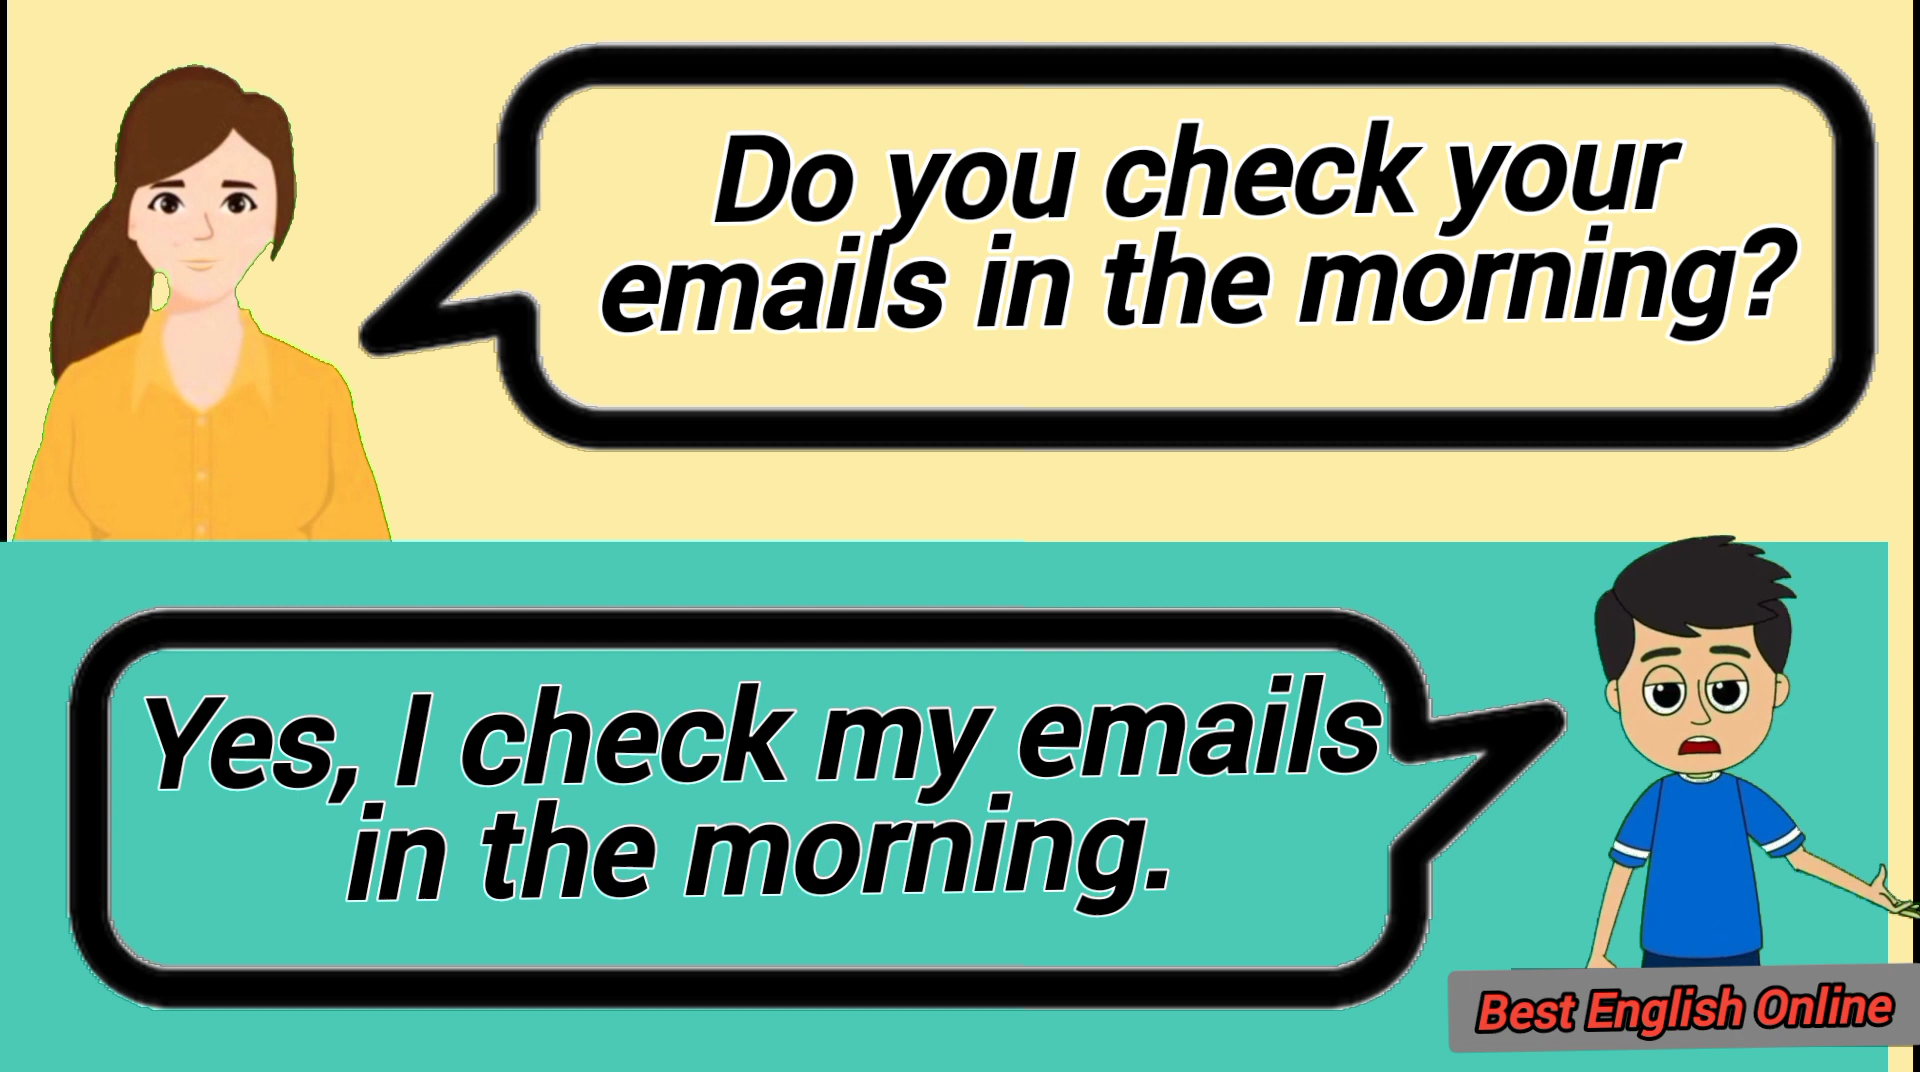 Do you check your
emails in the morning?
Yes, I check my emails
in the morning.
Best English Online